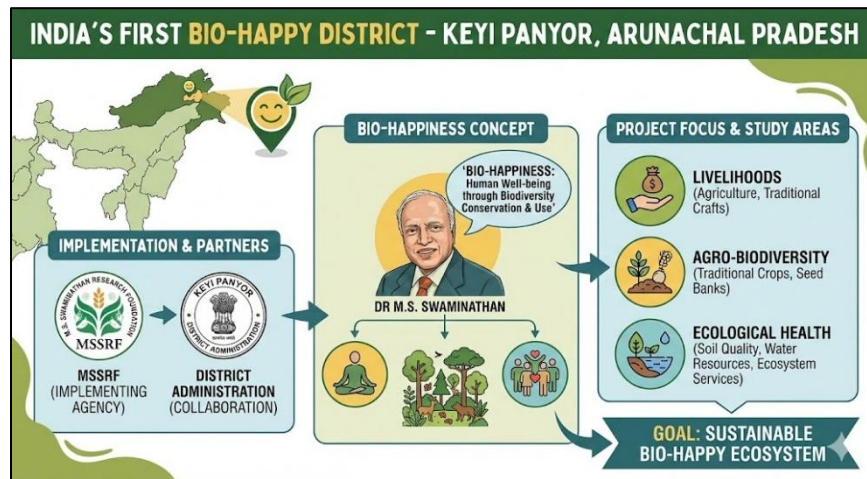 INDIA'S FIRST BIO-HAPPY DISTRICT - KEYI PANYOR, ARUNACHAL PRADESH
IMPLEMENTATION & PARTNERS
M.S. SWAMINATHAN RESEARCH FOUNDATION
MSSRF
MSSRF
(IMPLEMENTING
AGENCY)
KEYI PANYOR
DISTRICT ADMINISTRATION
DISTRICT
ADMINISTRATION
(COLLABORATION)
BIO-HAPPINESS CONCEPT
'BIO-HAPPINESS:
Human Well-being
through Biodiversity
Conservation & Use'
DR M.S. SWAMINATHAN
PROJECT FOCUS & STUDY AREAS
LIVELIHOODS
(Agriculture, Traditional
Crafts)
AGRO-BIODIVERSITY
(Traditional Crops, Seed
Banks)
ECOLOGICAL HEALTH
(Soil Quality, Water
Resources, Ecosystem
Services)
GOAL: SUSTAINABLE
BIO-HAPPY ECOSYSTEM